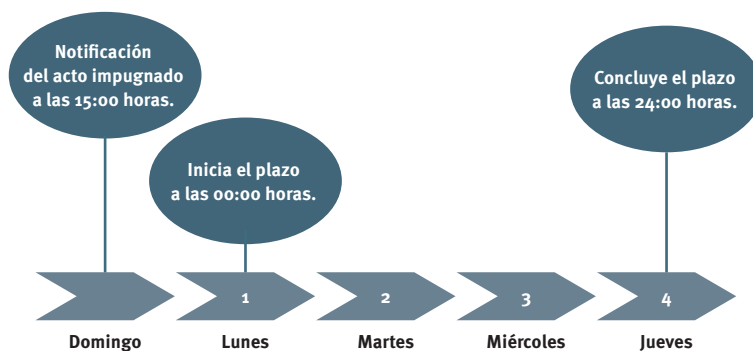 Notificación
del acto impugnado
a las 15:00 horas.
Concluye el plazo
a las 24:00 horas.
Inicia el plazo
a las 00:00 horas.
1
2
3
4
Domingo
Lunes
Martes
Miércoles
Jueves